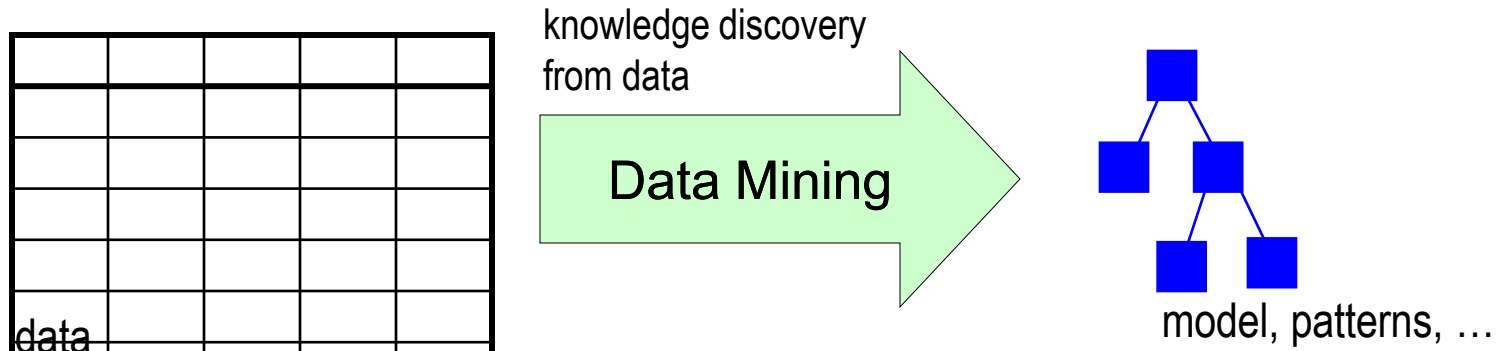 knowledge discovery
from data
Data Mining
data
model, patterns, …